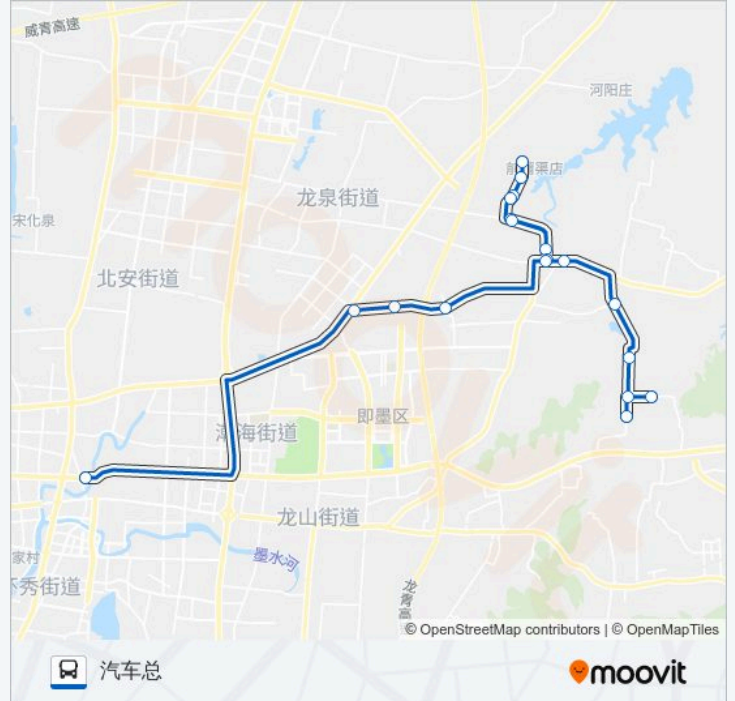 威青高速
河阳庄
店
龙泉街道
宋化泉
北安街道
即墨区
海街道
龙山街道
墨水河
家村
秀街道
龙青高
© OpenStreetMap contributors | © OpenMapTiles
汽车总
moovit